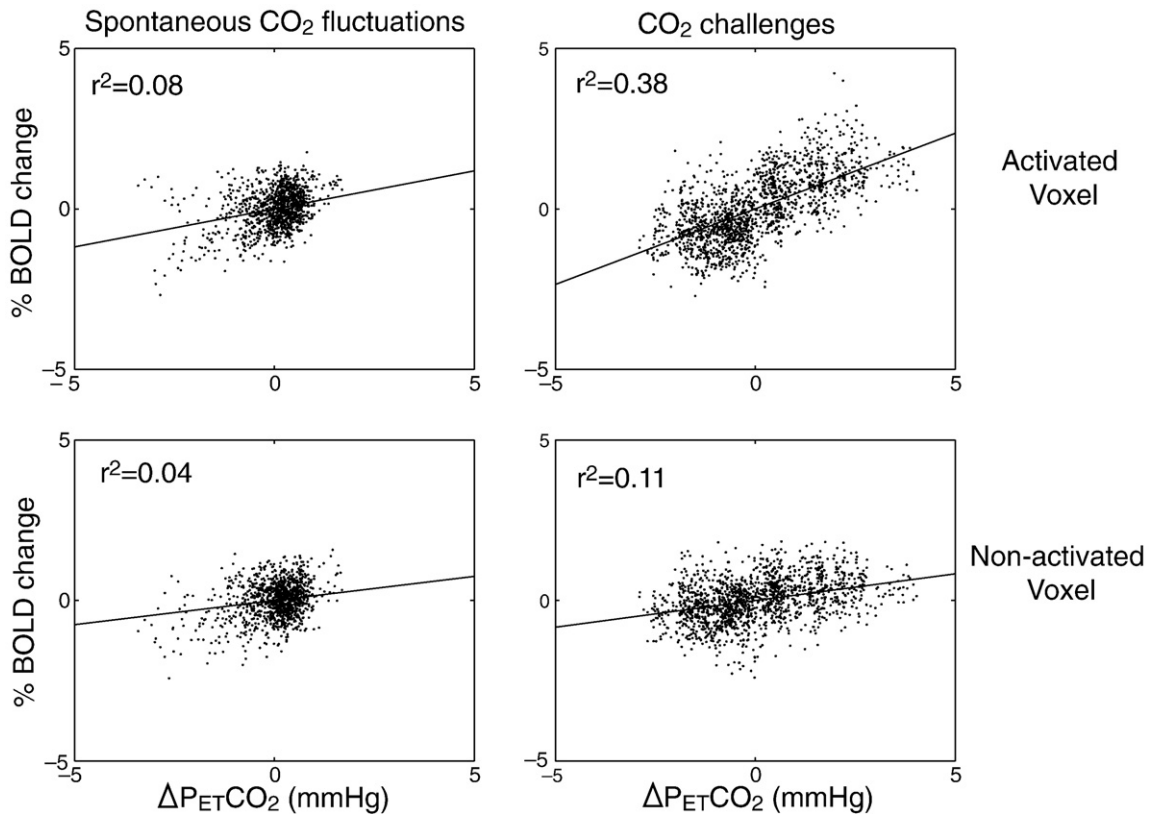 Spontaneous CO₂ fluctuations
CO₂ challenges
5
r²=0.08
% BOLD change
0
−5
−5
0
5
5
r²=0.38
0
−5
−5
0
5
Activated
Voxel
5
r²=0.04
% BOLD change
0
−5
−5
0
5
ΔP_ETCO₂ (mmHg)
5
r²=0.11
0
−5
−5
0
5
ΔP_ETCO₂ (mmHg)
Non-activated
Voxel